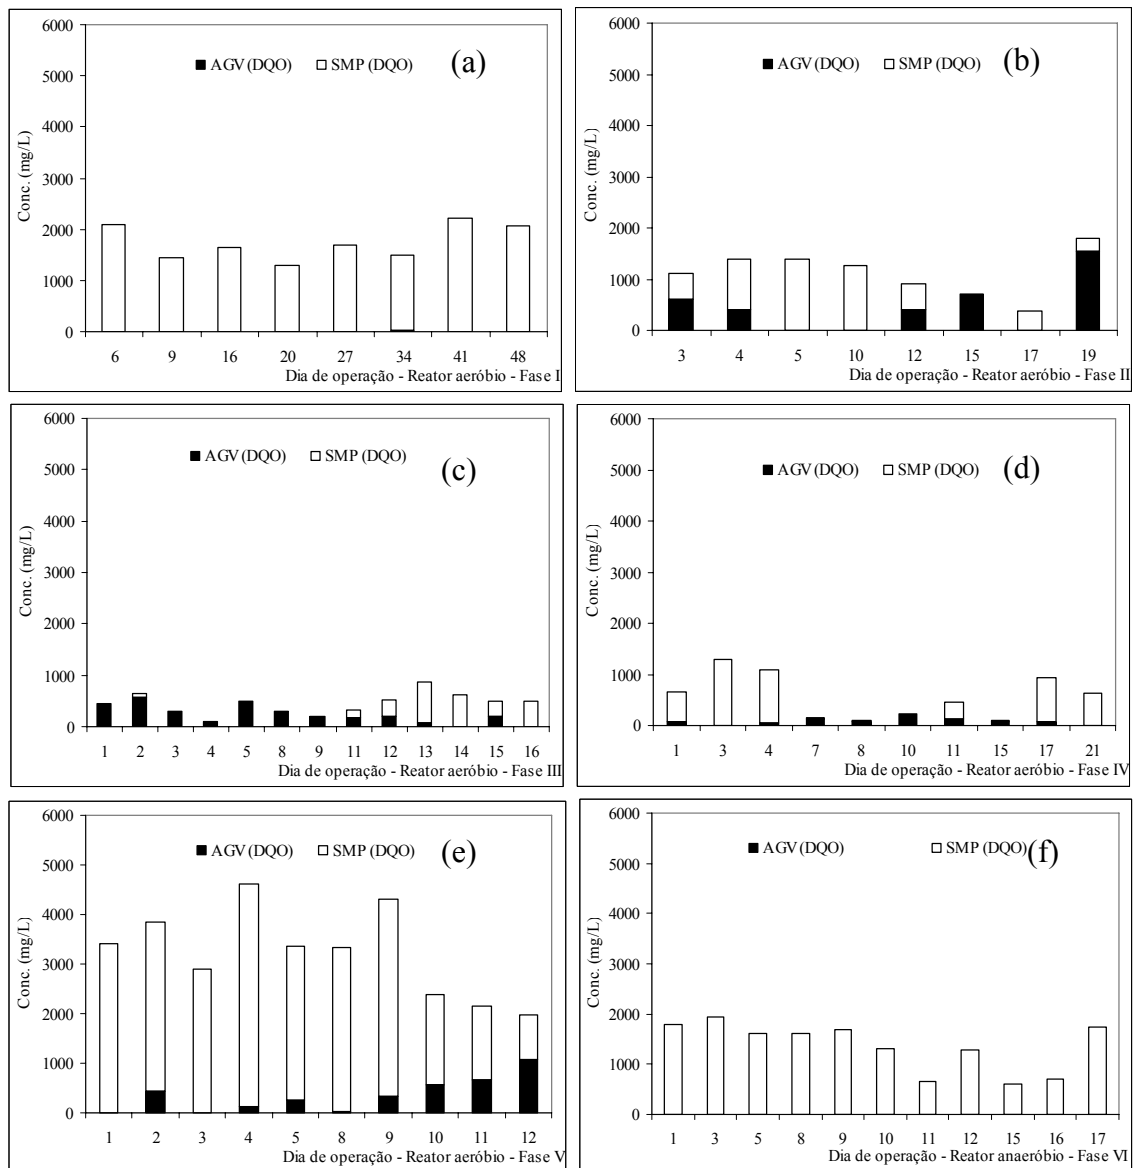 AGV (DQO) SMP (DQO) (a)
Conc. (mg/L)
6000
5000
4000
3000
2000
1000
0
6 9 16 20 27 34 41 48
Dia de operação - Reator aeróbio - Fase I
AGV (DQO) SMP (DQO) (b)
Conc. (mg/L)
6000
5000
4000
3000
2000
1000
0
3 4 5 10 12 15 17 19
Dia de operação - Reator aeróbio - Fase II
AGV (DQO) SMP (DQO) (c)
Conc. (mg/L)
6000
5000
4000
3000
2000
1000
0
1 2 3 4 5 8 9 11 12 13 14 15 16
Dia de operação - Reator aeróbio - Fase III
AGV (DQO) SMP (DQO) (d)
Conc. (mg/L)
6000
5000
4000
3000
2000
1000
0
1 3 4 7 8 10 11 15 17 21
Dia de operação - Reator aeróbio - Fase IV
AGV (DQO) SMP (DQO) (e)
Conc. (mg/L)
6000
5000
4000
3000
2000
1000
0
1 2 3 4 5 8 9 10 11 12
Dia de operação - Reator aeróbio - Fase V
AGV (DQO) SMP (DQO) (f)
Conc. (mg/L)
6000
5000
4000
3000
2000
1000
0
1 3 5 8 9 10 11 12 15 16 17
Dia de operação - Reator anaeróbio - Fase VI